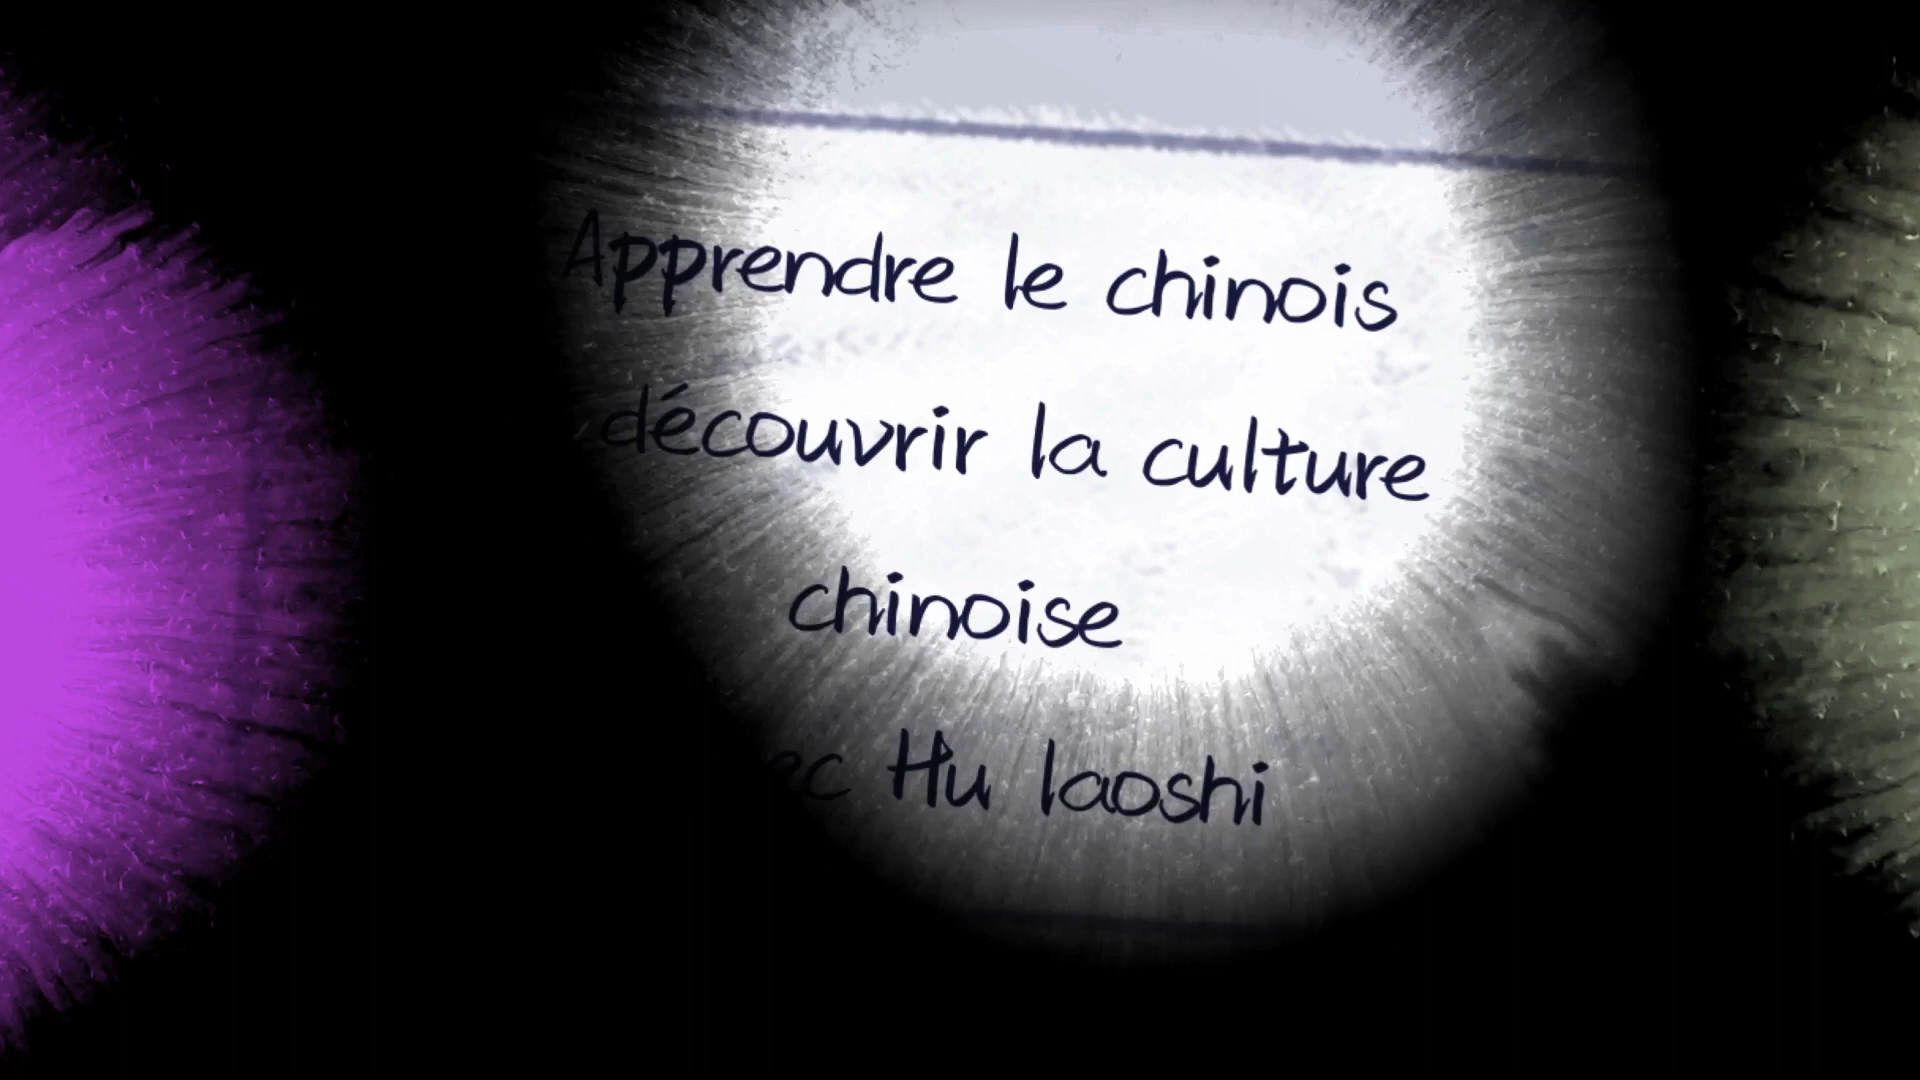 Apprendre le chinois
découvrir la culture
chinoise
Hu laoshi